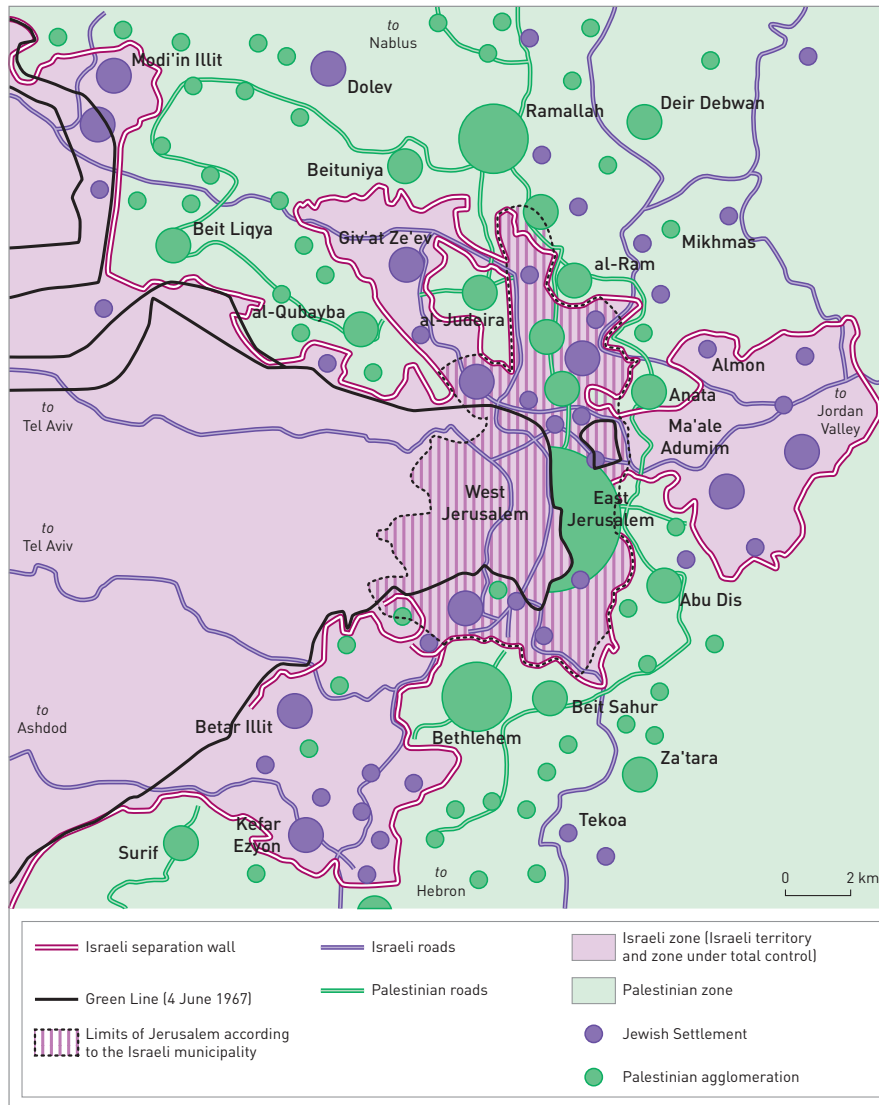 to
Nablus
Modi'in Illit
Dolev
Ramallah
Deir Debwan
Beituniya
Beit Liqya
Giv'at Ze'ev
Mikhmas
al-Ram
al-Qubayba
al-Judeira
Almon
to
Tel Aviv
Anata
to
Jordan
Valley
Ma'ale
Adumim
West
Jerusalem
East
Jerusalem
to
Tel Aviv
Abu Dis
to
Ashdod
Betar Illit
Bethlehem
Beit Sahur
Za'tara
Kefar
Ezyon
Tekoa
Surif
to
Hebron
0 2 km
Israeli separation wall
Green Line (4 June 1967)
Limits of Jerusalem according
to the Israeli municipality
Israeli roads
Palestinian roads
Israeli zone (Israeli territory
and zone under total control)
Palestinian zone
Jewish Settlement
Palestinian agglomeration